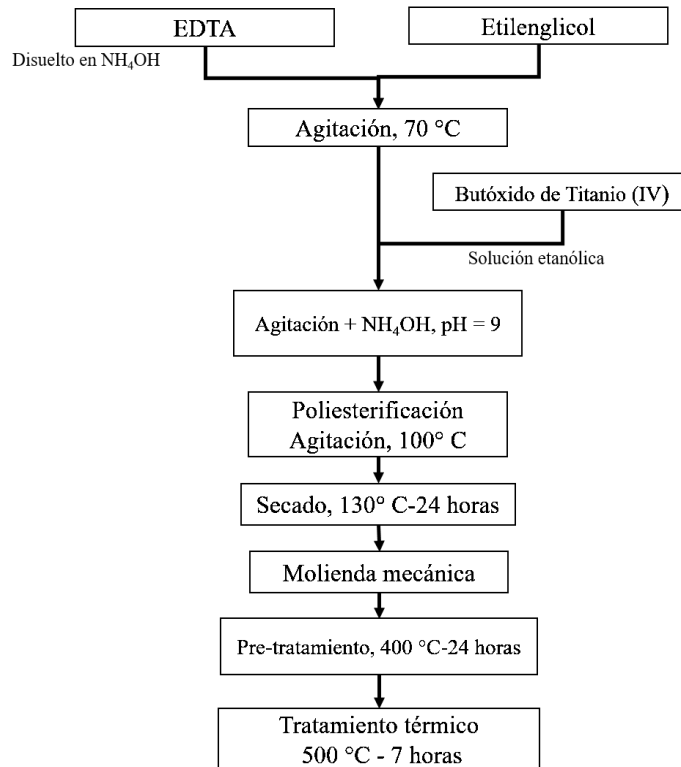 EDTA
Etilenglicol
Disuelto en NH₄OH
Agitación, 70 °C
Butóxido de Titanio (IV)
Solución etanólica
Agitación + NH₄OH, pH = 9
Poliesterificación
Agitación, 100° C
Secado, 130° C-24 horas
Molienda mecánica
Pre-tratamiento, 400 °C-24 horas
Tratamiento térmico
500 °C - 7 horas